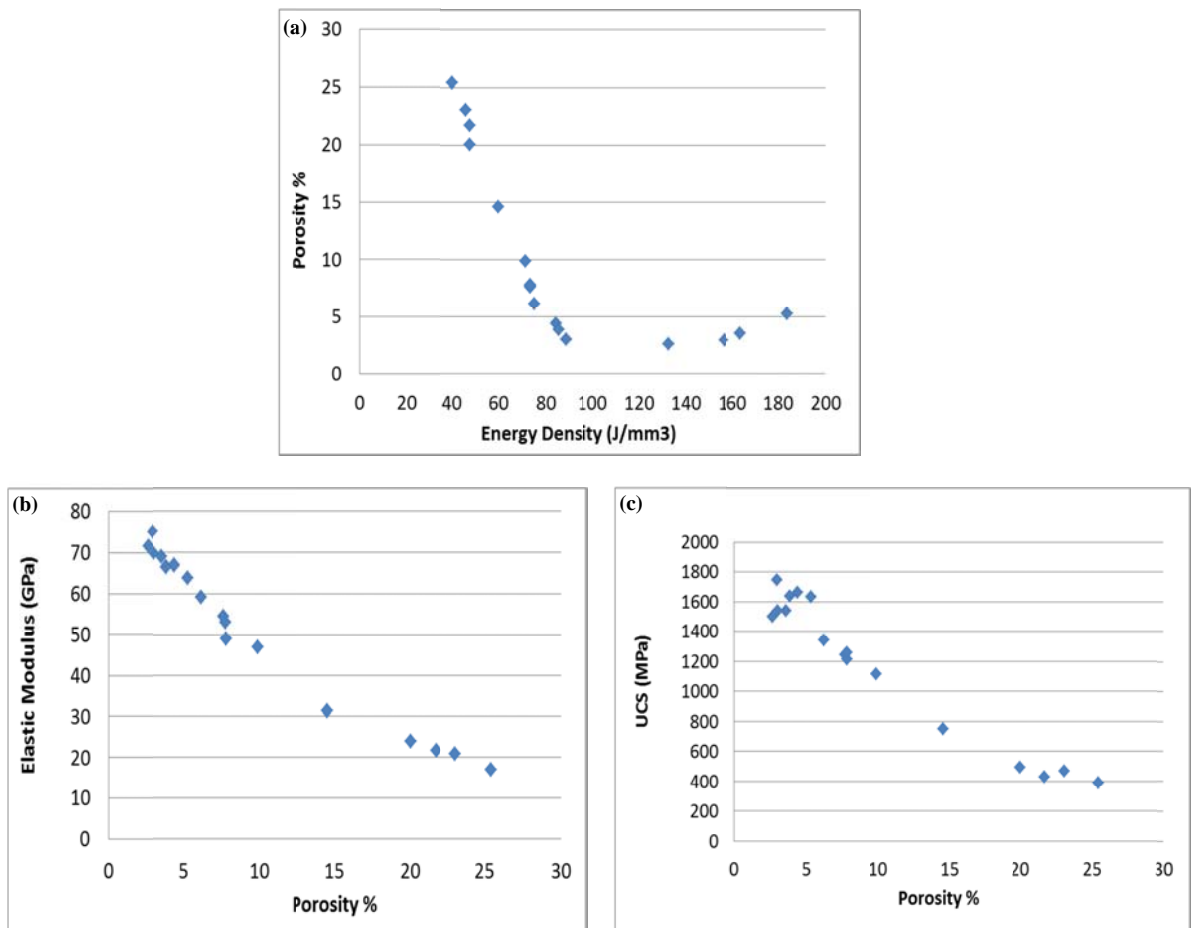 (a)
30
25
20
15
10
5
0
Porosity %
0 20 40 60 80 100 120 140 160 180 200
Energy Density (J/mm3)
(b)
80
70
60
50
40
30
20
10
0
Elastic Modulus (GPa)
0 5 10 15 20 25 30
Porosity %
(c)
2000
1800
1600
1400
1200
1000
800
600
400
200
0
UCS (MPa)
0 5 10 15 20 25 30
Porosity %